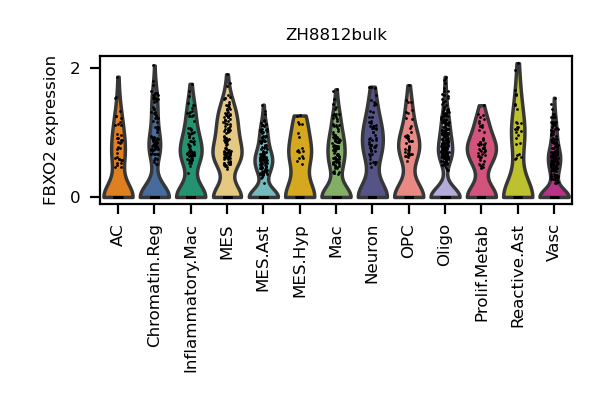 ZH8812bulk
FBXO2 expression
2
0
AC
Chromatin.Reg
Inflammatory.Mac
MES
MES.Ast
MES.Hyp
Mac
Neuron
OPC
Oligo
Prolif.Metab
Reactive.Ast
Vasc